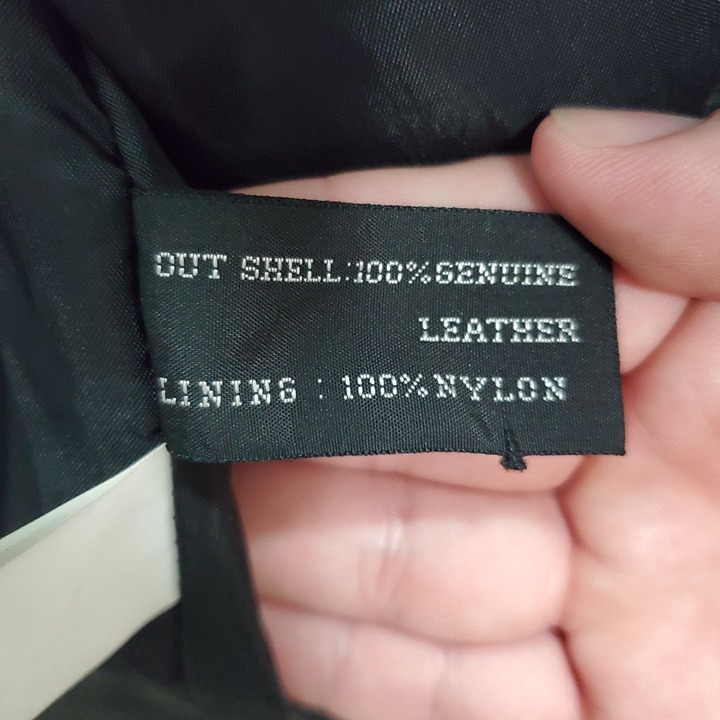 OUT SHELL:100%GENUINE
LEATHER
LINING : 100%NYLON